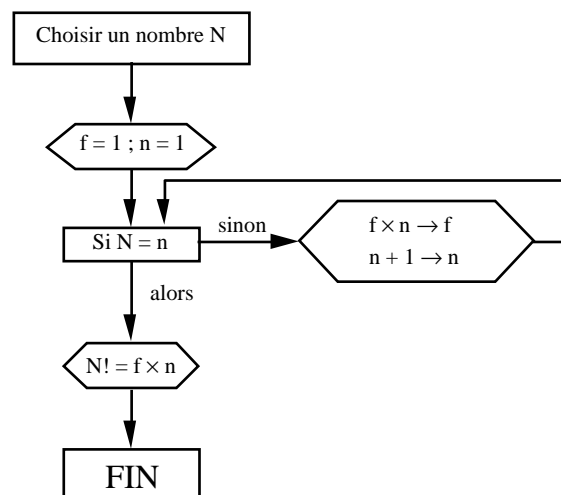 Choisir un nombre N
f = 1 ; n = 1
Si N = n
sinon
f × n → f
n + 1 → n
alors
N! = f × n
FIN